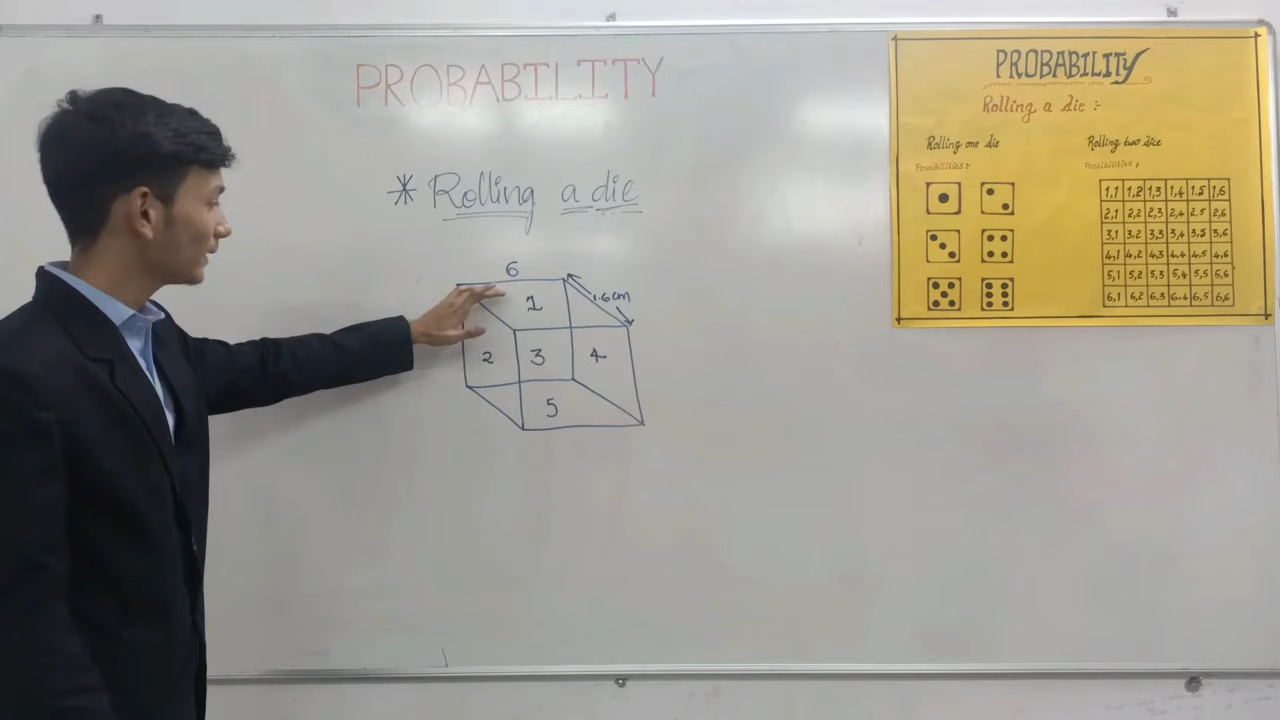 PROBABILITY
* Rolling a die
6
1
1.6cm
2 3 4
5
PROBABILITY
Rolling a die :-
Rolling one die
Possibilities :
Rolling two dice
Possibilities :
1,1 1,2 1,3 1,4 1,5 1,6
2,1 2,2 2,3 2,4 2,5 2,6
3,1 3,2 3,3 3,4 3,5 3,6
4,1 4,2 4,3 4,4 4,5 4,6
5,1 5,2 5,3 5,4 5,5 5,6
6,1 6,2 6,3 6,4 6,5 6,6